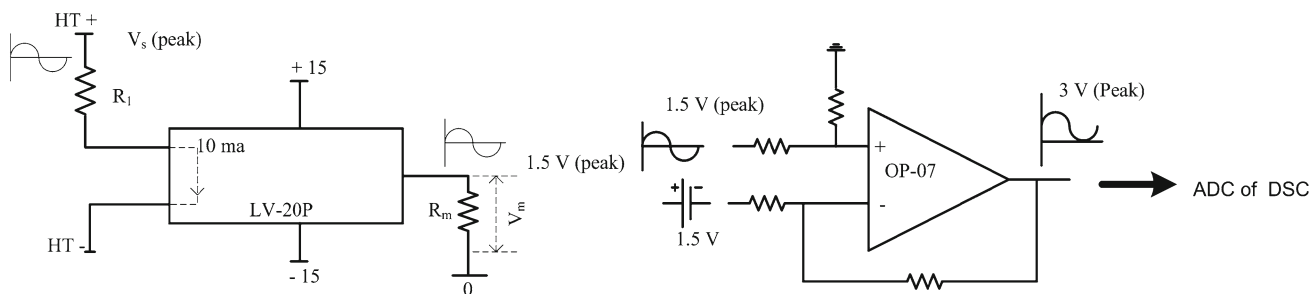 HT +
V_s (peak)
R_1
+ 15
10 ma
LV-20P
HT -
- 15
1.5 V (peak)
R_m
V_m
0
1.5 V (peak)
+ -
1.5 V
+
OP-07
-
3 V (Peak)
ADC of DSC